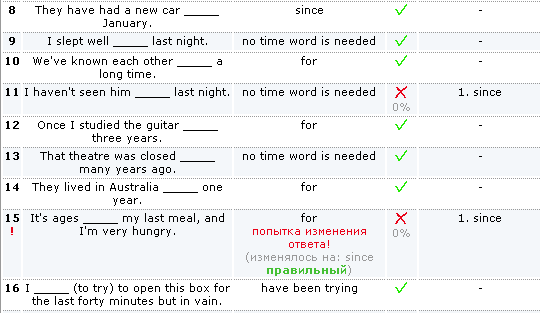 8 They have had a new car _____ since ✓ -
January.
9 I slept well _____ last night. no time word is needed ✓ -
10 We've known each other _____ a for ✓ -
long time.
11 I haven't seen him _____ last night. no time word is needed ✗ 1. since
0%
12 Once I studied the guitar _____ for ✓ -
three years.
13 That theatre was closed _____ no time word is needed ✓ -
many years ago.
14 They lived in Australia _____ one for ✓ -
year.
15 It's ages _____ my last meal, and for ✗ 1. since
! I'm very hungry. попытка изменения 0%
ответа!
(изменялось на: since
правильный)
16 I _____ (to try) to open this box for have been trying ✓ -
the last forty minutes but in vain.